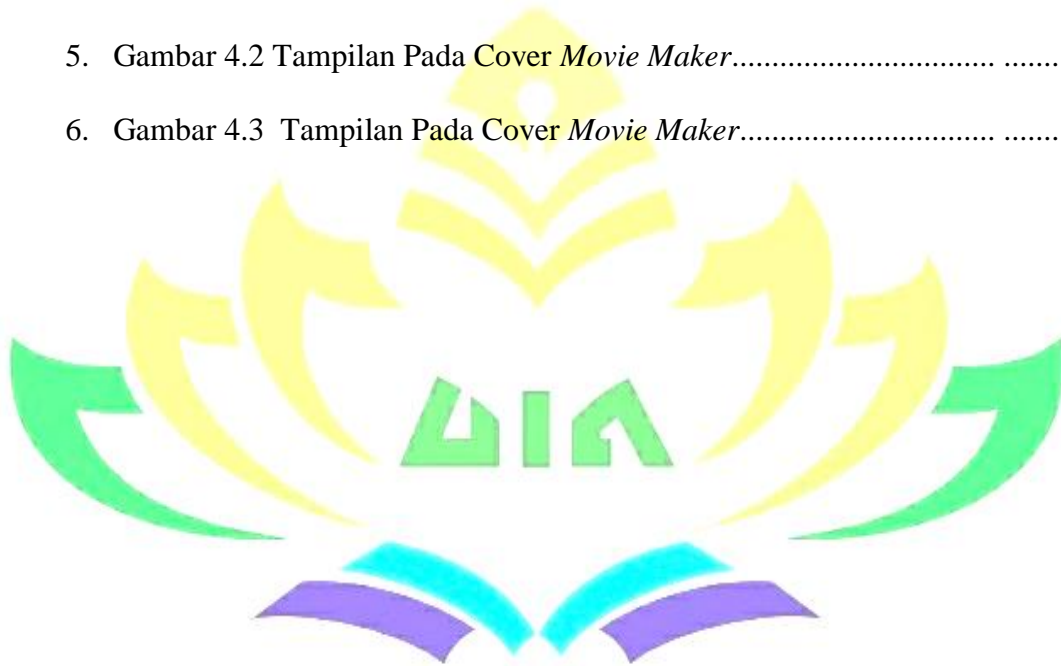 5. Gambar 4.2 Tampilan Pada Cover Movie Maker................................. .......
6. Gambar 4.3 Tampilan Pada Cover Movie Maker................................ .......
UIN